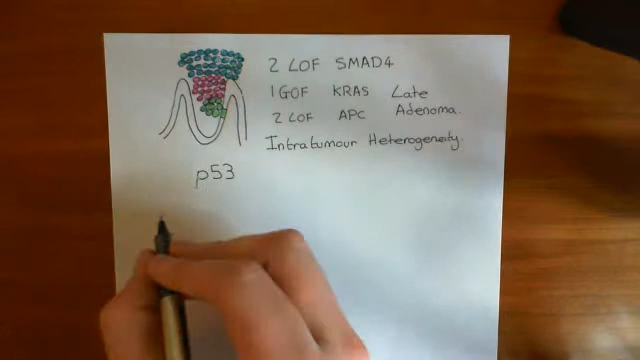 2 LOF SMAD4
1 GOF KRAS Late
2 LOF APC Adenoma.
Intratumour Heterogeneity.
p53